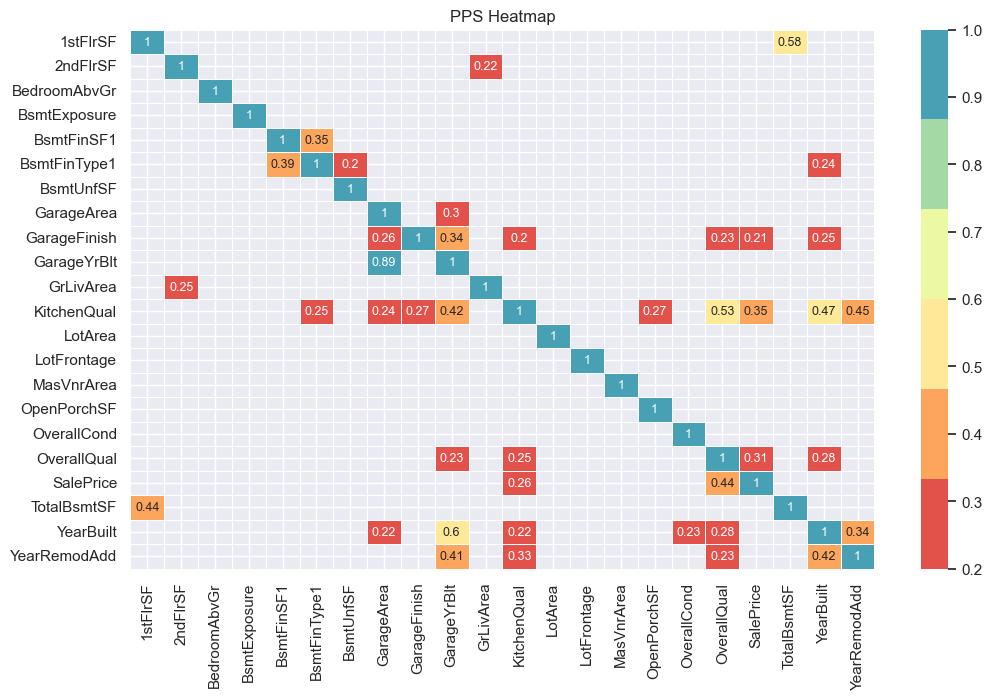 PPS Heatmap
1stFlrSF 1 0.58
2ndFlrSF 1 0.22
BedroomAbvGr 1
BsmtExposure 1
BsmtFinSF1 1 0.35
BsmtFinType1 0.39 1 0.2 0.24
BsmtUnfSF 1
GarageArea 1 0.3
GarageFinish 0.26 1 0.34 0.2 0.23 0.21 0.25
GarageYrBlt 0.89 1
GrLivArea 0.25 1
KitchenQual 0.25 0.24 0.27 0.42 1 0.27 0.53 0.35 0.47 0.45
LotArea 1
LotFrontage 1
MasVnrArea 1
OpenPorchSF 1
OverallCond 1
OverallQual 0.23 0.25 1 0.31 0.28
SalePrice 0.26 0.44 1
TotalBsmtSF 0.44 1
YearBuilt 0.22 0.6 0.22 0.23 0.28 1 0.34
YearRemodAdd 0.41 0.33 0.23 0.42 1
1stFlrSF
2ndFlrSF
BedroomAbvGr
BsmtExposure
BsmtFinSF1
BsmtFinType1
BsmtUnfSF
GarageArea
GarageFinish
GarageYrBlt
GrLivArea
KitchenQual
LotArea
LotFrontage
MasVnrArea
OpenPorchSF
OverallCond
OverallQual
SalePrice
TotalBsmtSF
YearBuilt
YearRemodAdd
1.0
0.9
0.8
0.7
0.6
0.5
0.4
0.3
0.2